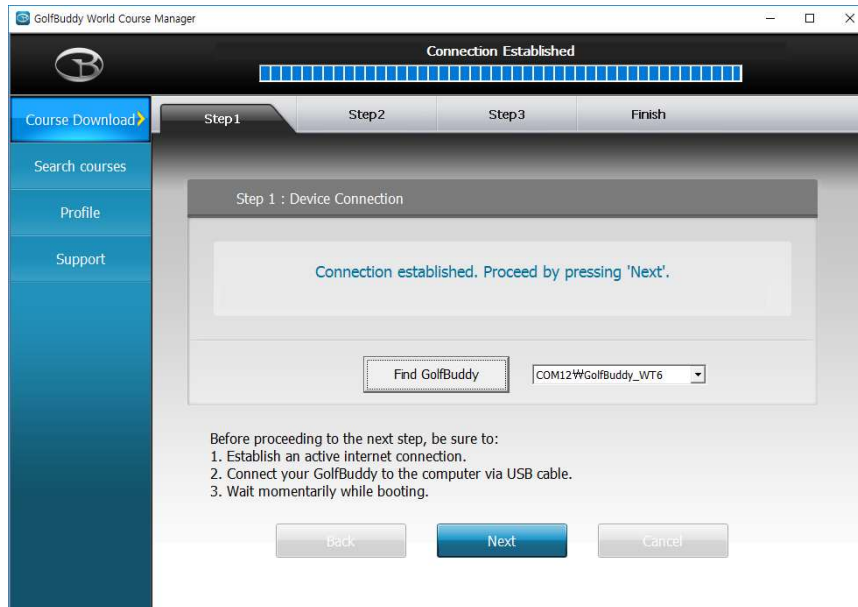 GolfBuddy World Course Manager
Connection Established
Course Download
Step1 Step2 Step3 Finish
Search courses
Profile
Support
Step 1 : Device Connection
Connection established. Proceed by pressing 'Next'.
Find GolfBuddy
COM12₩GolfBuddy_WT6
Before proceeding to the next step, be sure to:
1. Establish an active internet connection.
2. Connect your GolfBuddy to the computer via USB cable.
3. Wait momentarily while booting.
Back Next Cancel